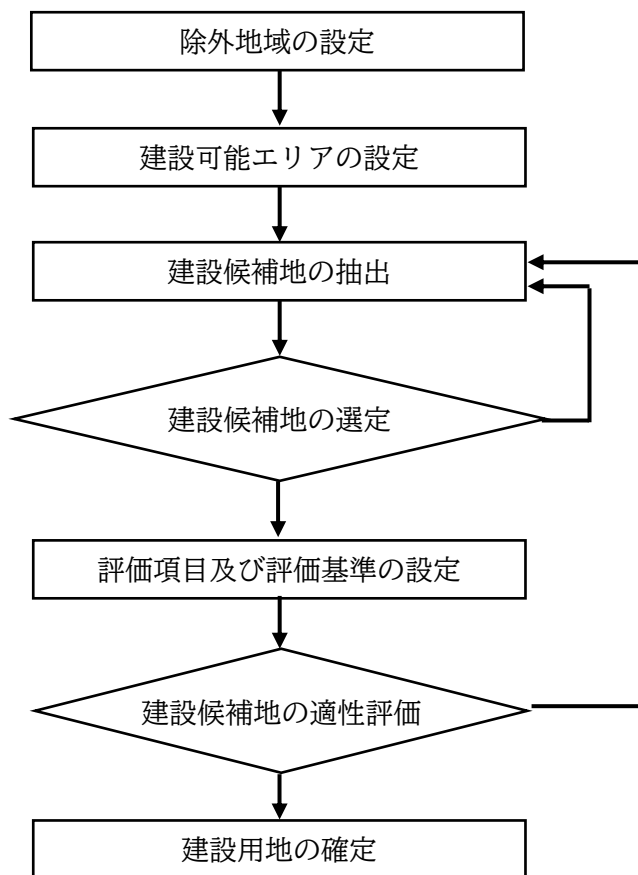 除外地域の設定
建設可能エリアの設定
建設候補地の抽出
建設候補地の選定
評価項目及び評価基準の設定
建設候補地の適性評価
建設用地の確定